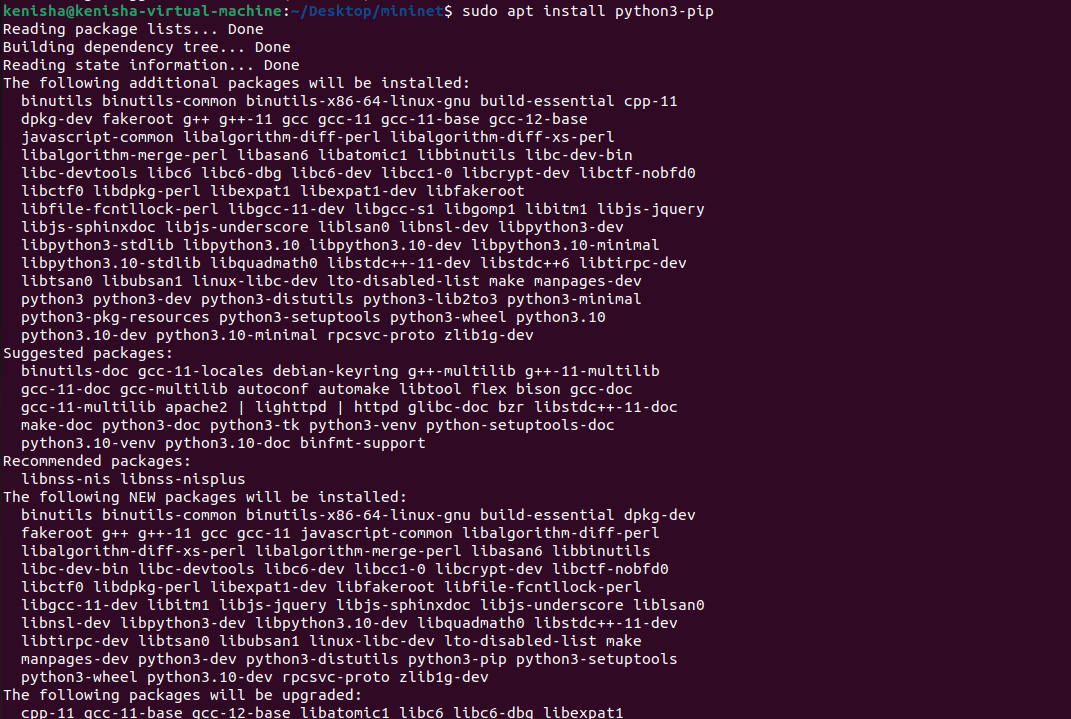 kenisha@kenisha-virtual-machine:~/Desktop/mininet$ sudo apt install python3-pip
Reading package lists... Done
Building dependency tree... Done
Reading state information... Done
The following additional packages will be installed:
  binutils binutils-common binutils-x86-64-linux-gnu build-essential cpp-11
  dpkg-dev fakeroot g++ g++-11 gcc gcc-11 gcc-11-base gcc-12-base
  javascript-common libalgorithm-diff-perl libalgorithm-diff-xs-perl
  libalgorithm-merge-perl libasan6 libatomic1 libbinutils libc-dev-bin
  libc-devtools libc6 libc6-dbg libc6-dev libcc1-0 libcrypt-dev libctf-nobfd0
  libctf0 libdpkg-perl libexpat1 libexpat1-dev libfakeroot
  libfile-fcntllock-perl libgcc-11-dev libgcc-s1 libgomp1 libitm1 libjs-jquery
  libjs-sphinxdoc libjs-underscore liblsan0 libnsl-dev libpython3-dev
  libpython3-stdlib libpython3.10 libpython3.10-dev libpython3.10-minimal
  libpython3.10-stdlib libquadmath0 libstdc++-11-dev libstdc++6 libtirpc-dev
  libtsan0 libubsan1 linux-libc-dev lto-disabled-list make manpages-dev
  python3 python3-dev python3-distutils python3-lib2to3 python3-minimal
  python3-pkg-resources python3-setuptools python3-wheel python3.10
  python3.10-dev python3.10-minimal rpcsvc-proto zlib1g-dev
Suggested packages:
  binutils-doc gcc-11-locales debian-keyring g++-multilib g++-11-multilib
  gcc-11-doc gcc-multilib autoconf automake libtool flex bison gcc-doc
  gcc-11-multilib apache2 | lighttpd | httpd glibc-doc bzr libstdc++-11-doc
  make-doc python3-doc python3-tk python3-venv python-setuptools-doc
  python3.10-venv python3.10-doc binfmt-support
Recommended packages:
  libnss-nis libnss-nisplus
The following NEW packages will be installed:
  binutils binutils-common binutils-x86-64-linux-gnu build-essential dpkg-dev
  fakeroot g++ g++-11 gcc gcc-11 javascript-common libalgorithm-diff-perl
  libalgorithm-diff-xs-perl libalgorithm-merge-perl libasan6 libbinutils
  libc-dev-bin libc-devtools libc6-dev libcc1-0 libcrypt-dev libctf-nobfd0
  libctf0 libdpkg-perl libexpat1-dev libfakeroot libfile-fcntllock-perl
  libgcc-11-dev libitm1 libjs-jquery libjs-sphinxdoc libjs-underscore liblsan0
  libnsl-dev libpython3-dev libpython3.10-dev libquadmath0 libstdc++-11-dev
  libtirpc-dev libtsan0 libubsan1 linux-libc-dev lto-disabled-list make
  manpages-dev python3-dev python3-distutils python3-pip python3-setuptools
  python3-wheel python3.10-dev rpcsvc-proto zlib1g-dev
The following packages will be upgraded:
  cpp-11 gcc-11-base gcc-12-base libatomic1 libc6 libc6-dbg libexpat1